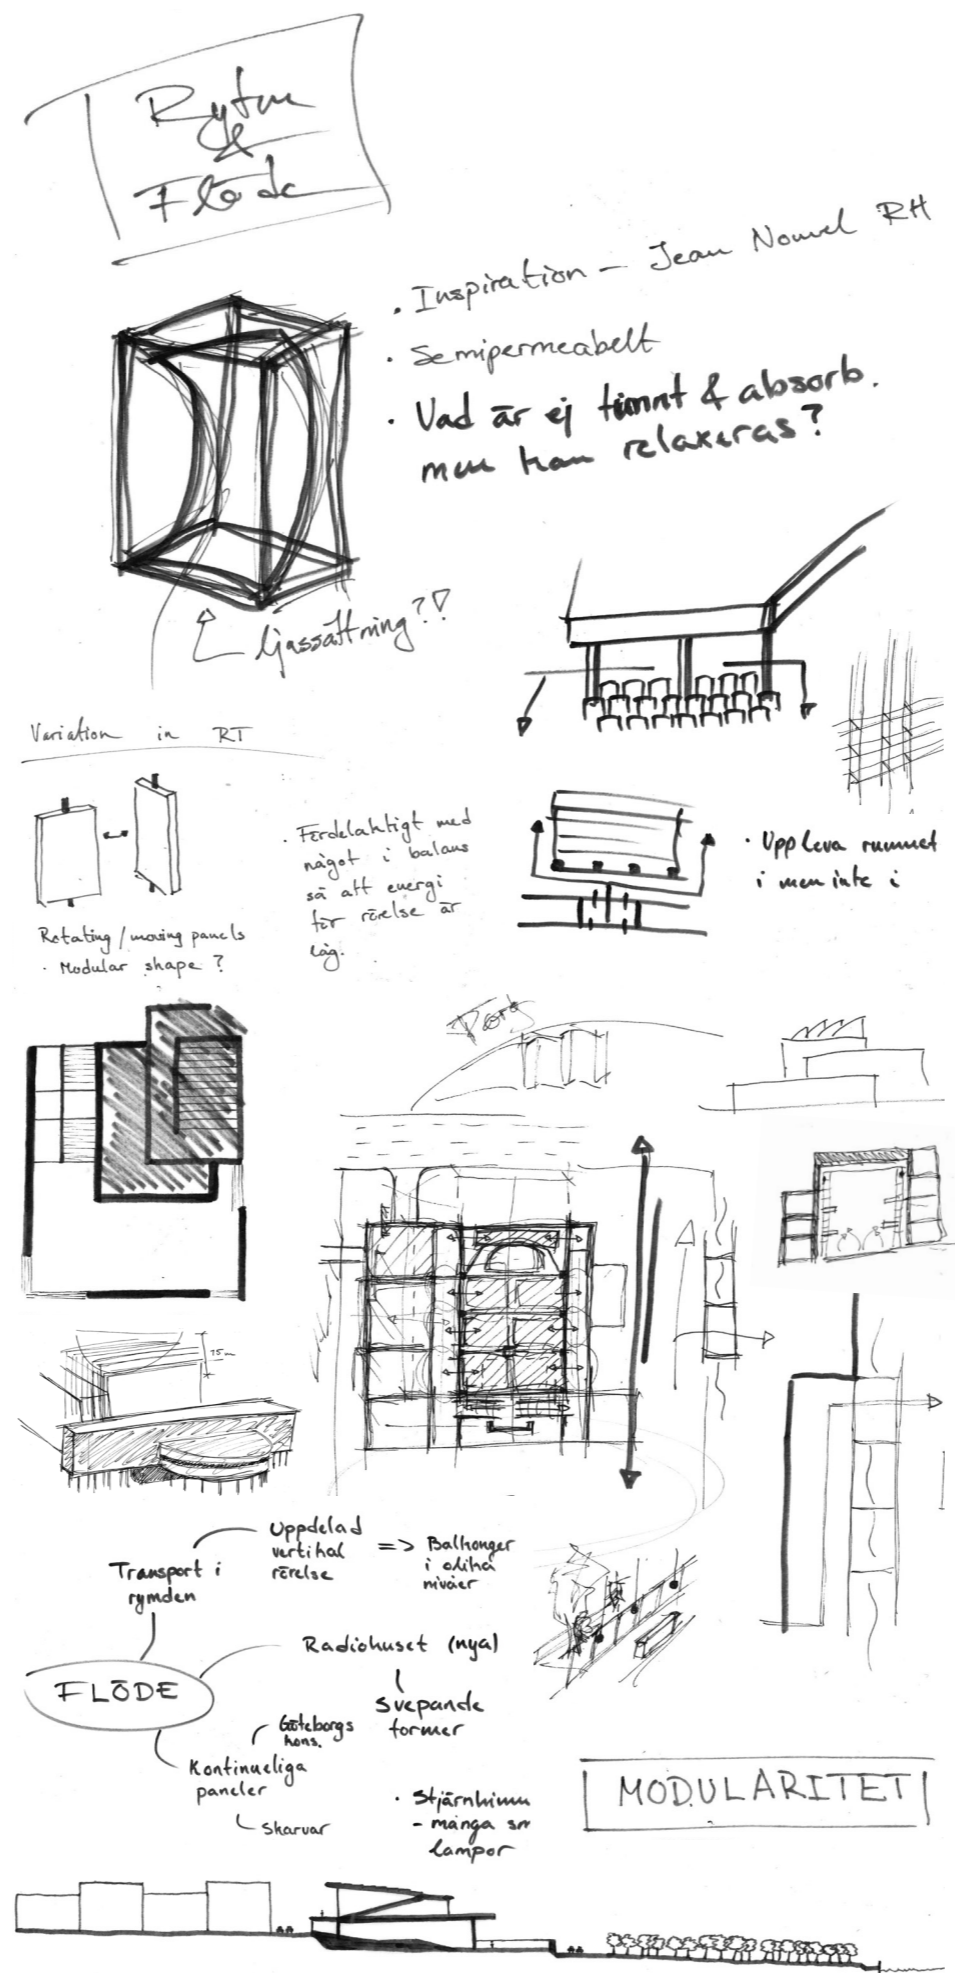 Rytm
&
Flöde
· Inspiration – Jean Nouvel RH
· Semipermeabelt
· Vad är ej tunnt & absorb.
men kan relaxeras?
ljussättning?!
Variation in RT
Rotating/moving panels
· Modular shape?
· Fördelaktigt med
något i balans
så att energi
för rörelse är
låg.
· Uppleva rummet
i men inte i
15m
Transport i
rymden
Uppdelad
vertikal
rörelse
=> Balkonger
i olika
nivåer
FLÖDE
Radiohuset (nya)
svepande
former
Göteborgs
kons.
Kontinueliga
paneler
skarvar
· Stjärnhimm
- många sm
lampor
MODULARITET